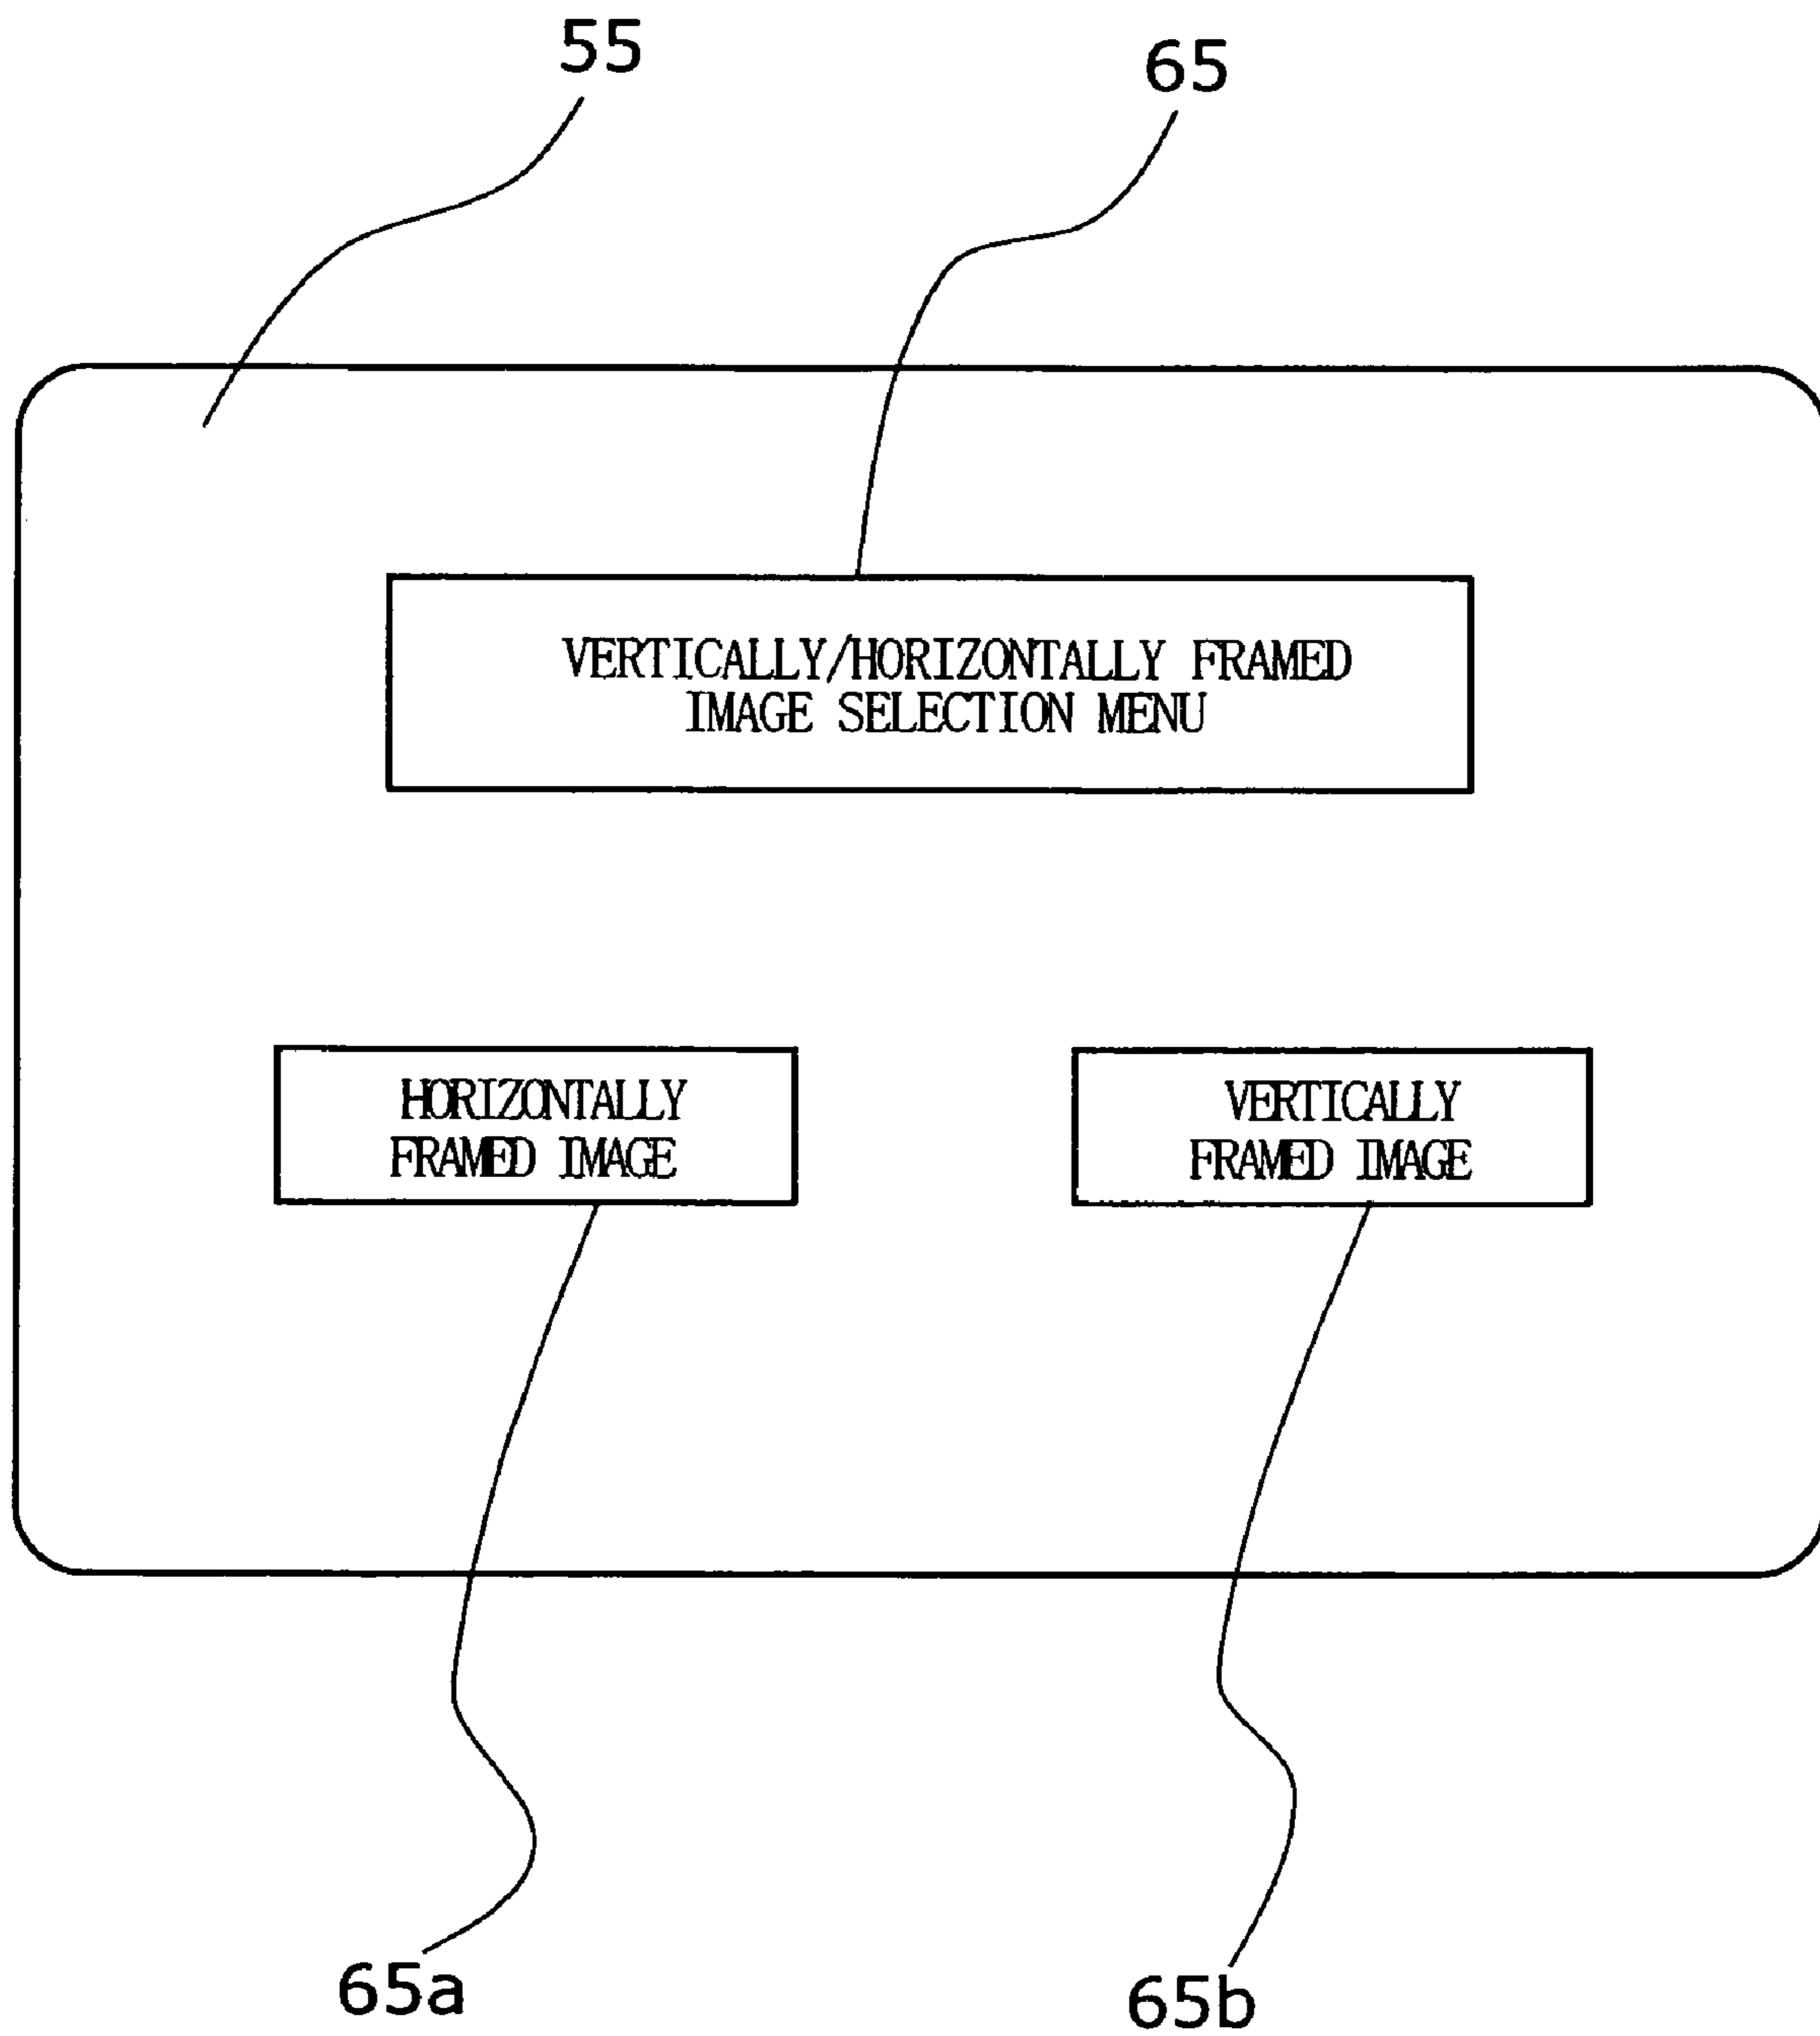 55
65
VERTICALLY/HORIZONTALLY FRAMED
IMAGE SELECTION MENU
HORIZONTALLY
FRAMED IMAGE
VERTICALLY
FRAMED IMAGE
65a
65b